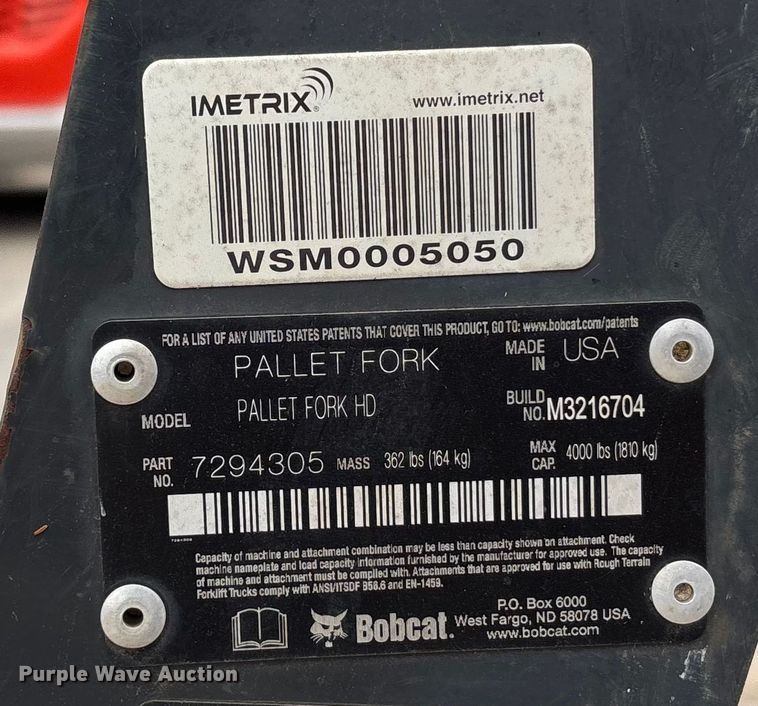 IMETRIX® www.imetrix.net
WSM0005050
FOR A LIST OF ANY UNITED STATES PATENTS THAT COVER THIS PRODUCT, GO TO: www.bobcat.com/patents
PALLET FORK MADE IN USA
MODEL PALLET FORK HD BUILD NO. M3216704
PART NO. 7294305 MASS 362 lbs (164 kg) MAX CAP. 4000 lbs (1810 kg)
7294305
Capacity of machine and attachment combination may be less than capacity shown on attachment. Check
machine nameplate and load capacity information furnished by the manufacturer for approved use. The capacity
of machine and attachment must be complied with. Attachments that are approved for use with Rough Terrain
Forklift Trucks comply with ANSI/ITSDF B56.6 and EN-1459.
Bobcat.
P.O. Box 6000
West Fargo, ND 58078 USA
www.bobcat.com
Purple Wave Auction